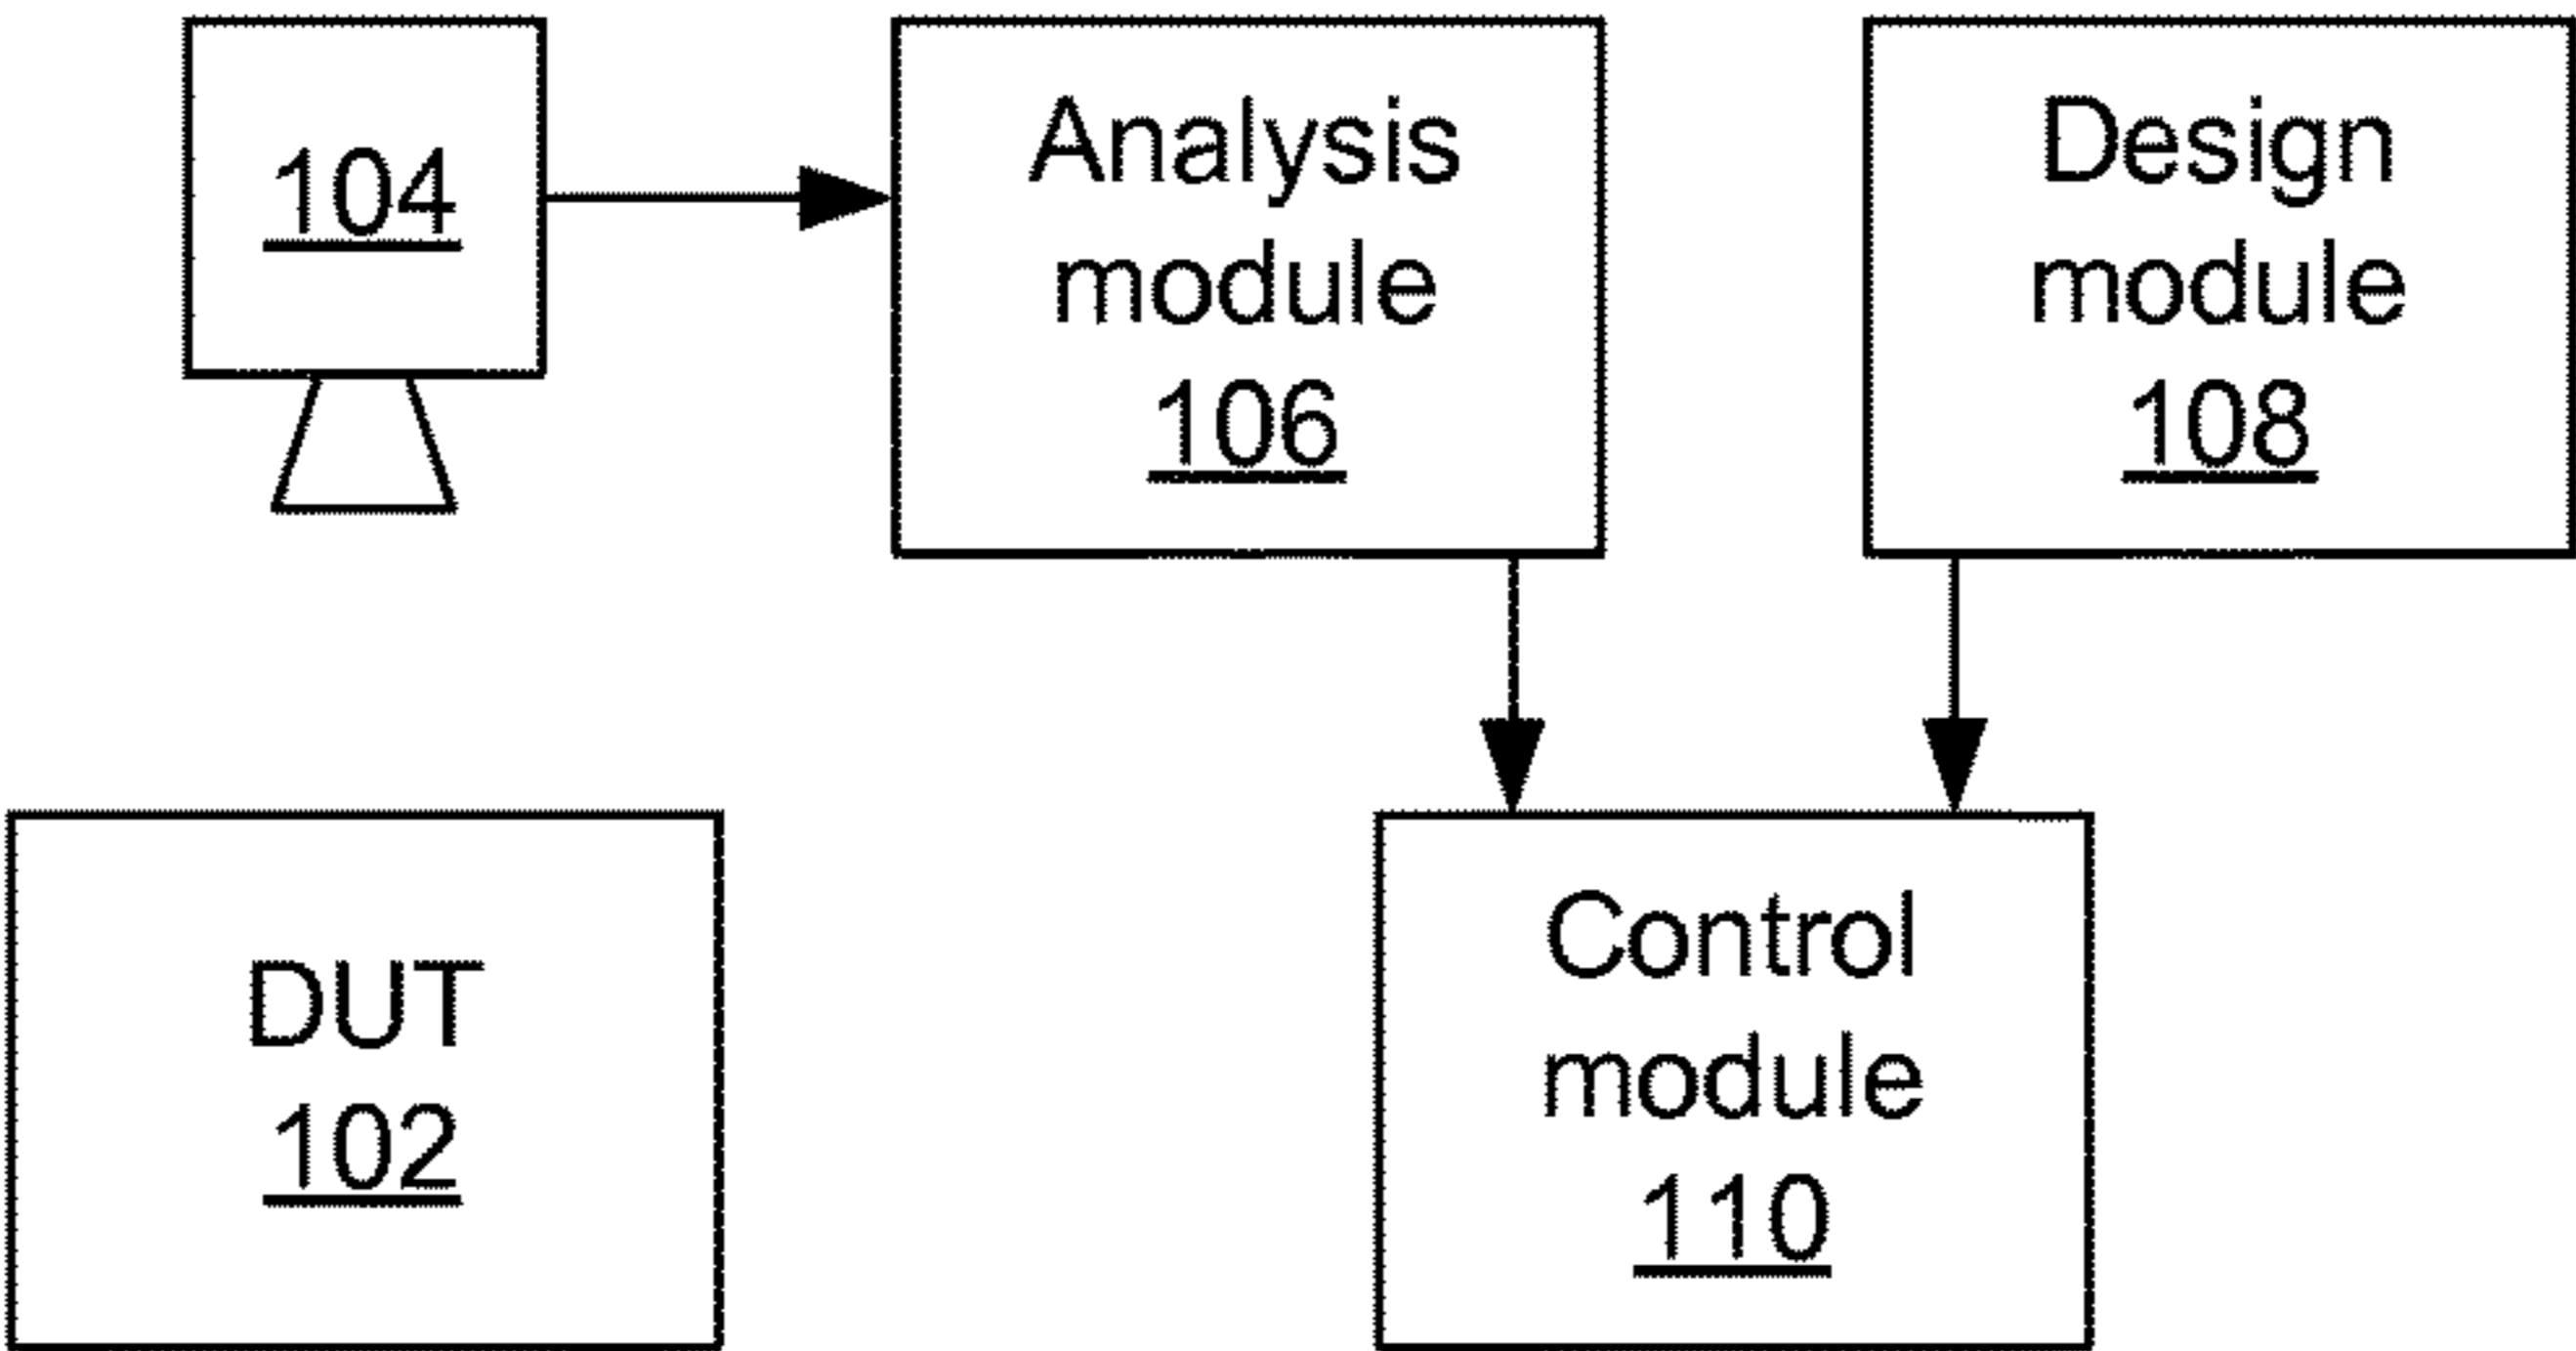 104
Analysis
module
106
Design
module
108
DUT
102
Control
module
110